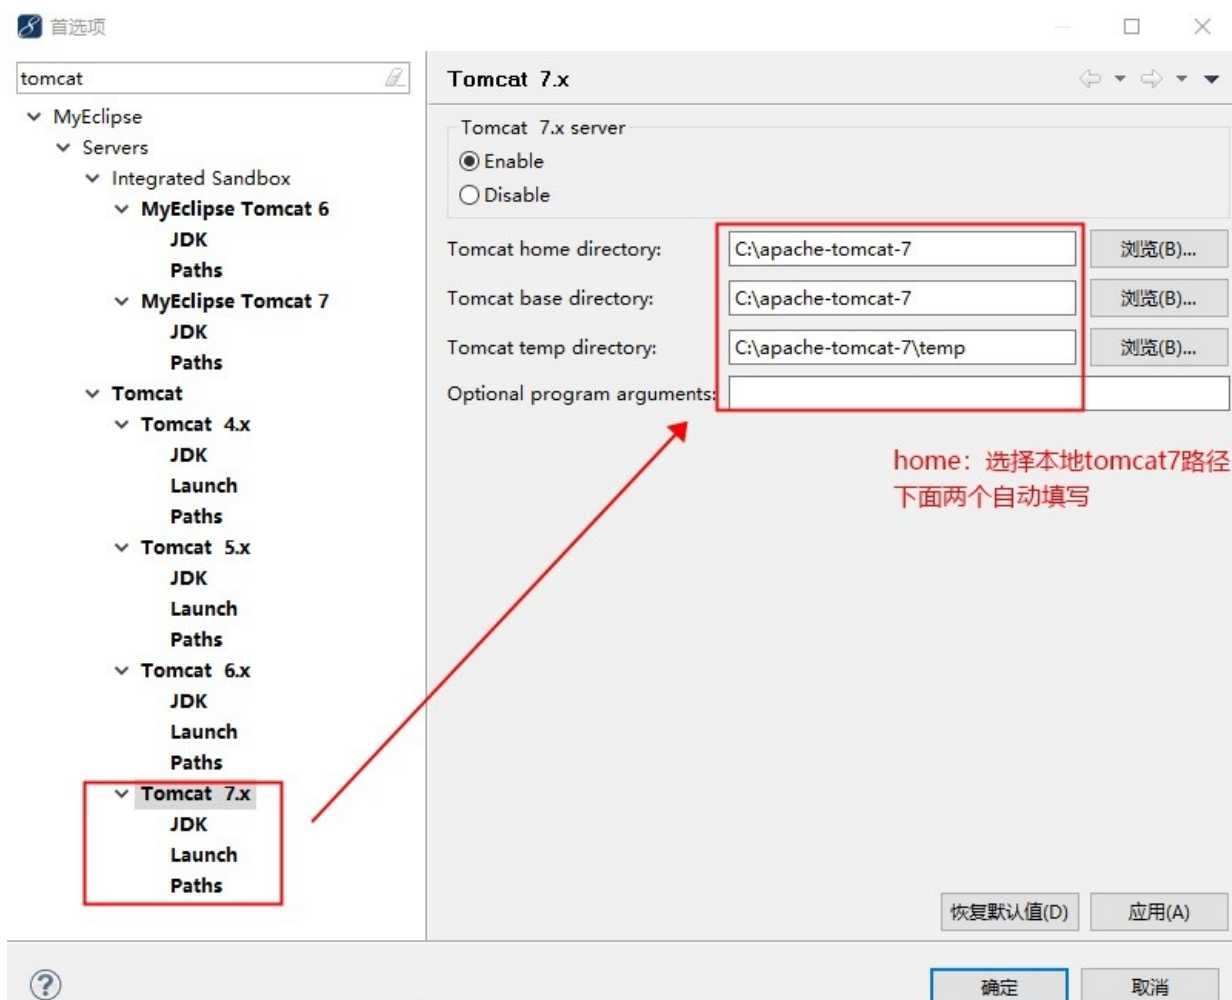 首选项
tomcat
MyEclipse
Servers
Integrated Sandbox
MyEclipse Tomcat 6
JDK
Paths
MyEclipse Tomcat 7
JDK
Paths
Tomcat
Tomcat 4.x
JDK
Launch
Paths
Tomcat 5.x
JDK
Launch
Paths
Tomcat 6.x
JDK
Launch
Paths
Tomcat 7.x
JDK
Launch
Paths
Tomcat 7.x
Tomcat 7.x server
Enable
Disable
Tomcat home directory: C:\apache-tomcat-7 浏览(B)...
Tomcat base directory: C:\apache-tomcat-7 浏览(B)...
Tomcat temp directory: C:\apache-tomcat-7\temp 浏览(B)...
Optional program arguments:
home：选择本地tomcat7路径
下面两个自动填写
恢复默认值(D) 应用(A)
确定 取消